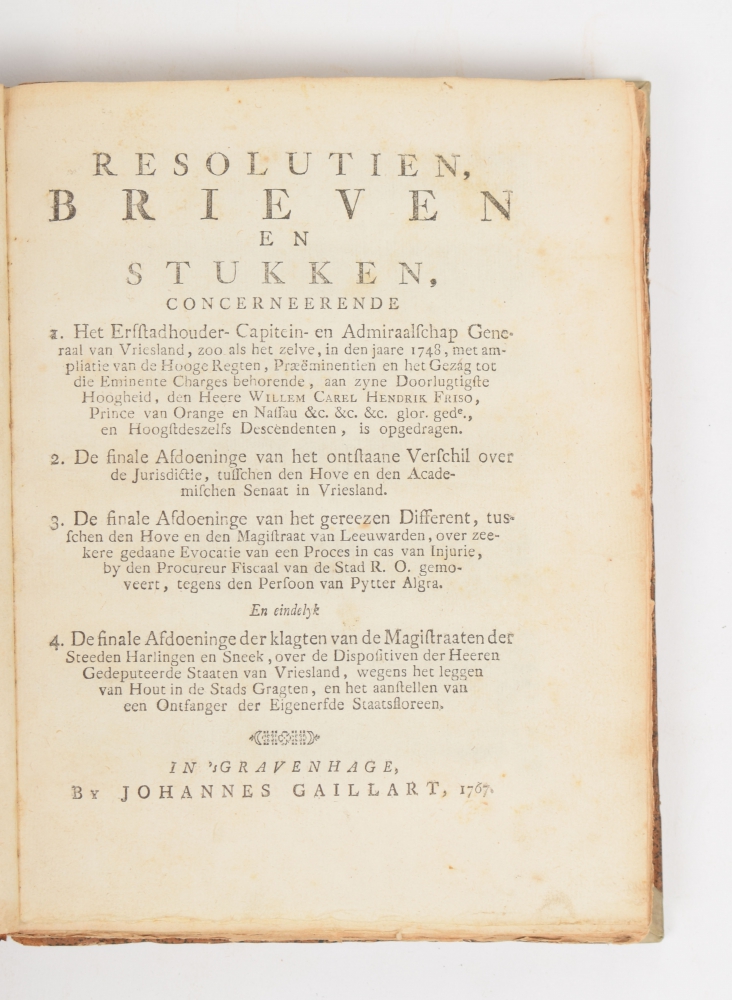 RESOLUTIEN,
BRIEVEN
EN
STUKKEN,
CONCERNEERENDE
1. Het Erfſtadhouder- Capitein- en Admiraalſchap Gene-
raal van Vriesland, zoo als het zelve, in den jaare 1748, met am-
pliatie van de Hooge Regten, Præëminentien en het Gezág tot
die Eminente Charges behorende, aan zyne Doorlugtigſte
Hoogheid, den Heere WILLEM CAREL HENDRIK FRISO,
Prince van Orange en Naſſau &c. &c. &c. glor. gedᵉ.,
en Hoogſtdeszelfs Descendenten, is opgedragen.
2. De finale Afdoeninge van het ontſtaane Verſchil over
de Jurisdictie, tuſſchen den Hove en den Acade-
miſchen Senaat in Vriesland.
3. De finale Afdoeninge van het gereezen Different, tus-
ſchen den Hove en den Magiſtraat van Leeuwarden, over zee-
kere gedaane Evocatie van een Proces in cas van Injurie,
by den Procureur Fiscaal van de Stad R. O. gemo-
veert, tegens den Perſoon van Pytter Algra.
En eindelyk
4. De finale Afdoeninge der klagten van de Magiſtraaten der
Steeden Harlingen en Sneek, over de Dispoſitiven der Heeren
Gedeputeerde Staaten van Vriesland, wegens het leggen
van Hout in de Stads Gragten, en het aanſtellen van
een Ontfanger der Eigenerfde Staatsfloreen.
IN 'sGRAVENHAGE,
BY JOHANNES GAILLART, 1767.